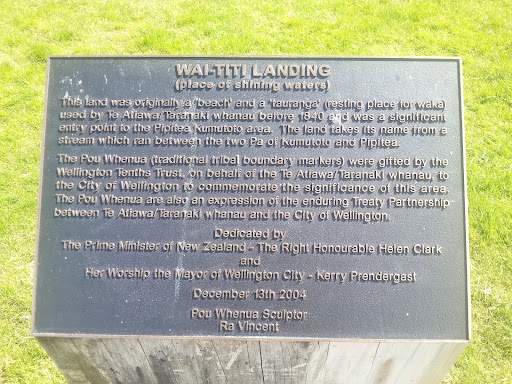 WAI-TITI LANDING
(place of shining waters)
This land was originally a 'beach' and a 'tauranga' (resting place for waka)
used by Te Atiawa/Taranaki whanau before 1840 and was a significant
entry point to the Pipitea Kumutoto area. The land takes its name from a
stream which ran between the two Pa of Kumutoto and Pipitea.
The Pou Whenua (traditional tribal boundary markers) were gifted by the
Wellington Tenths Trust, on behalf of the Te Atiawa/Taranaki whanau, to
the City of Wellington to commemorate the significance of this area.
The Pou Whenua are also an expression of the enduring Treaty Partnership
between Te Atiawa/Taranaki whanau and the City of Wellington.
Dedicated by
The Prime Minister of New Zealand - The Right Honourable Helen Clark
and
Her Worship the Mayor of Wellington City - Kerry Prendergast
December 13th 2004
Pou Whenua Sculptor
Ra Vincent